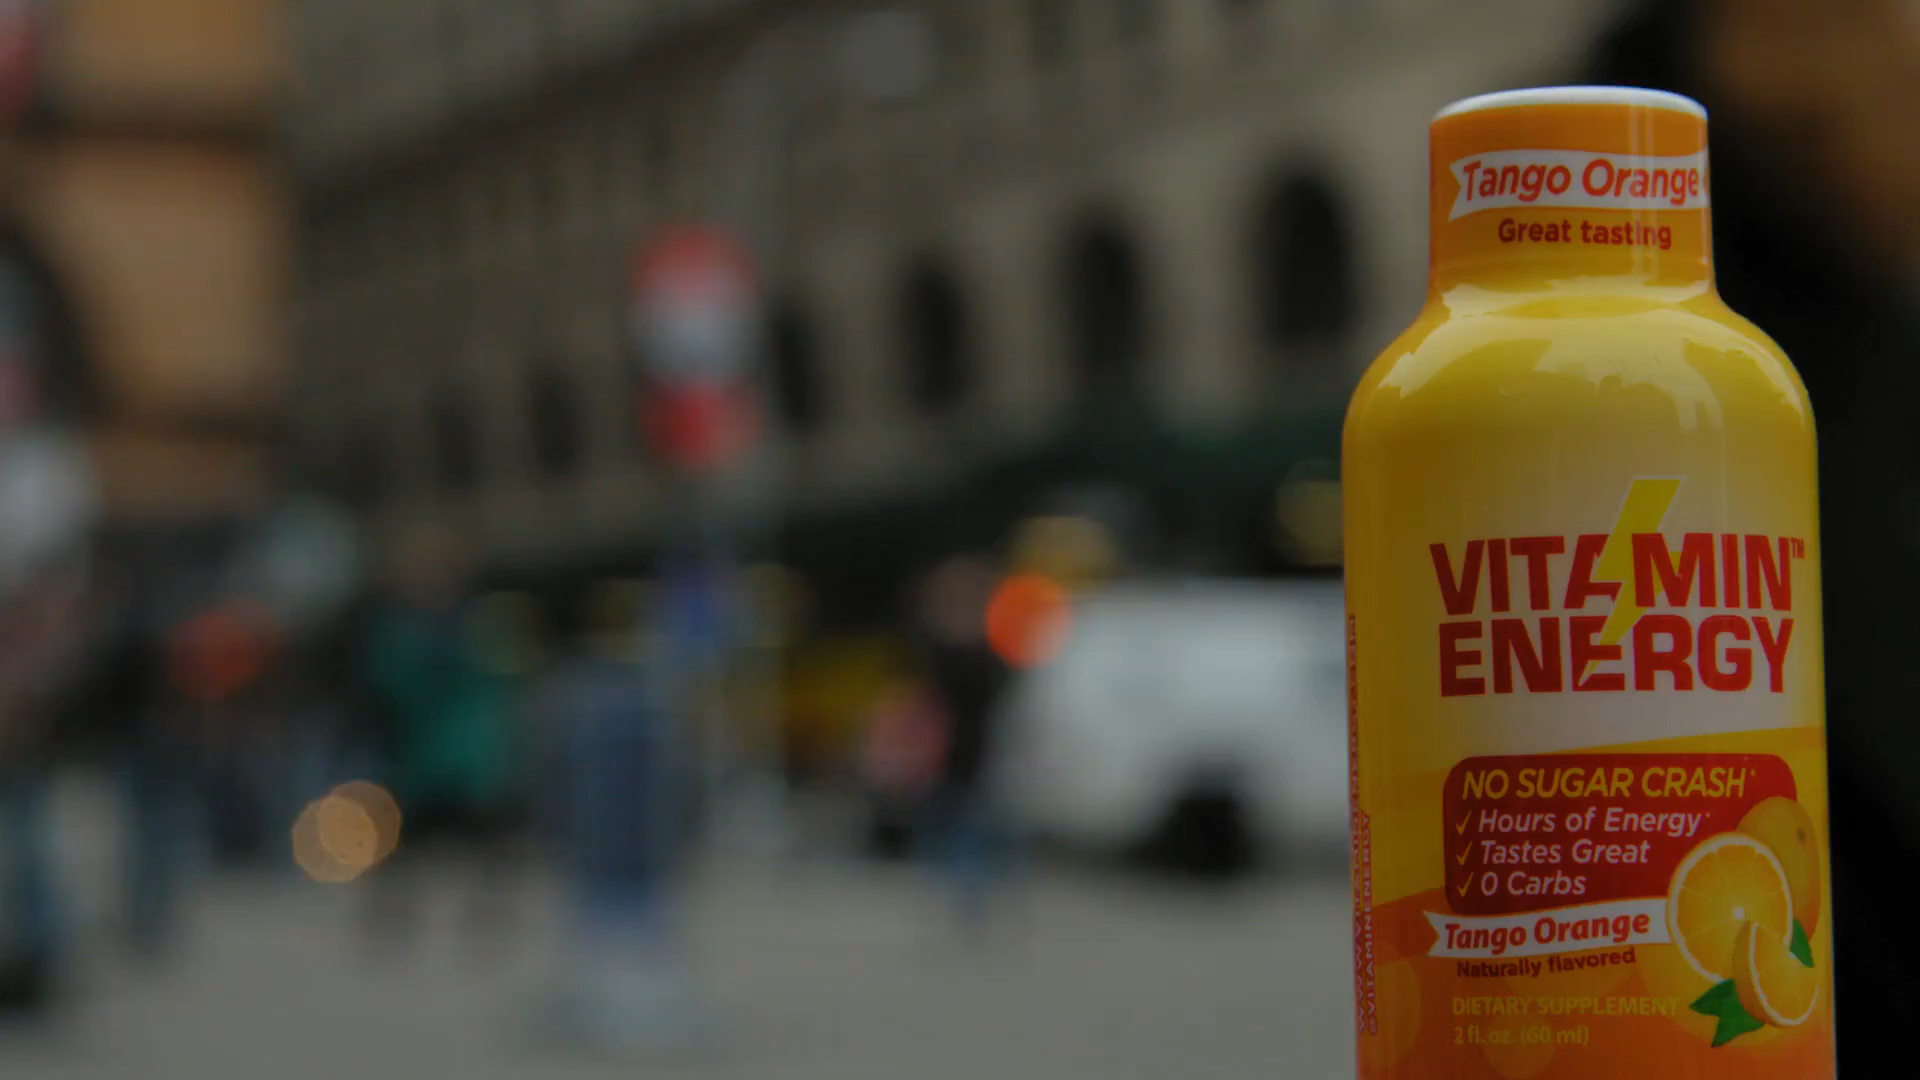 Tango Orange
Great tasting
VITAMIN™
ENERGY
NO SUGAR CRASH*
✓ Hours of Energy*
✓ Tastes Great
✓ 0 Carbs
Tango Orange
Naturally flavored
DIETARY SUPPLEMENT
2 fl. oz. (60 ml)
@VITAMINENERGY